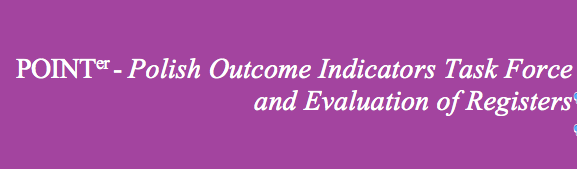 POINTer - Polish Outcome Indicators Task Force
and Evaluation of Registers